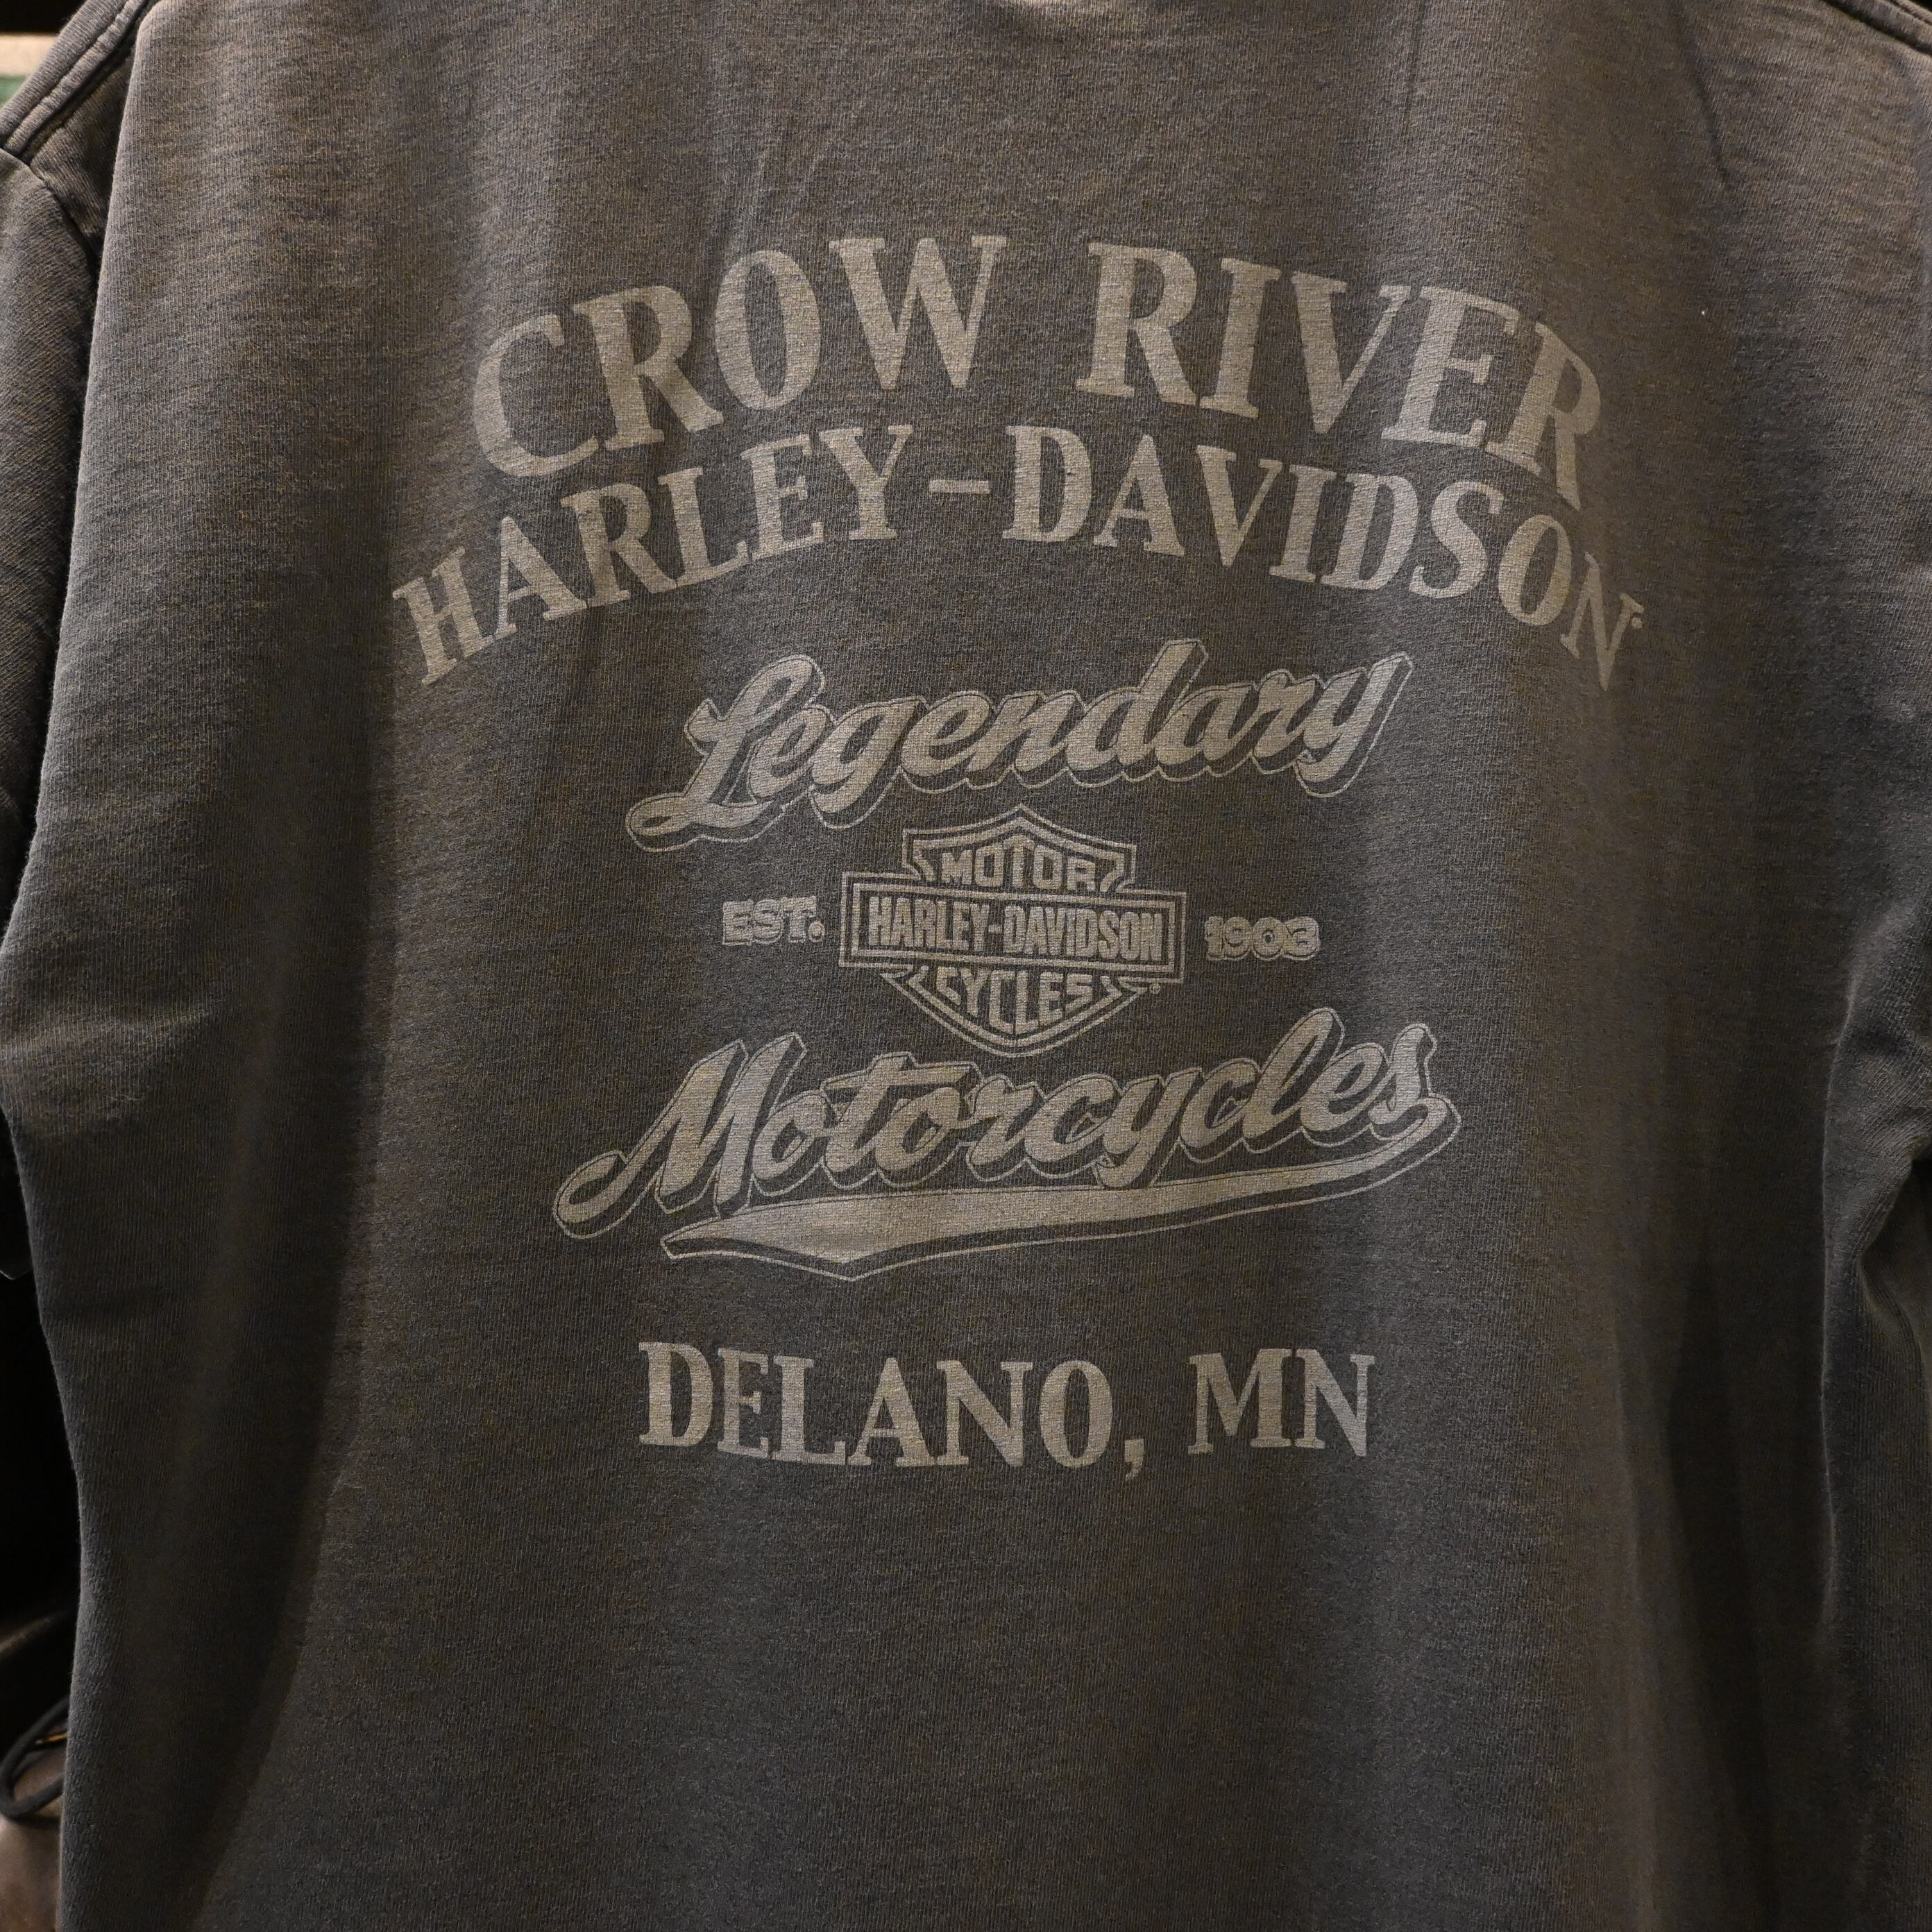 CROW RIVER
HARLEY-DAVIDSON
Legendary
MOTOR
EST. HARLEY-DAVIDSON 1903
CYCLES
Motorcycles
DELANO, MN